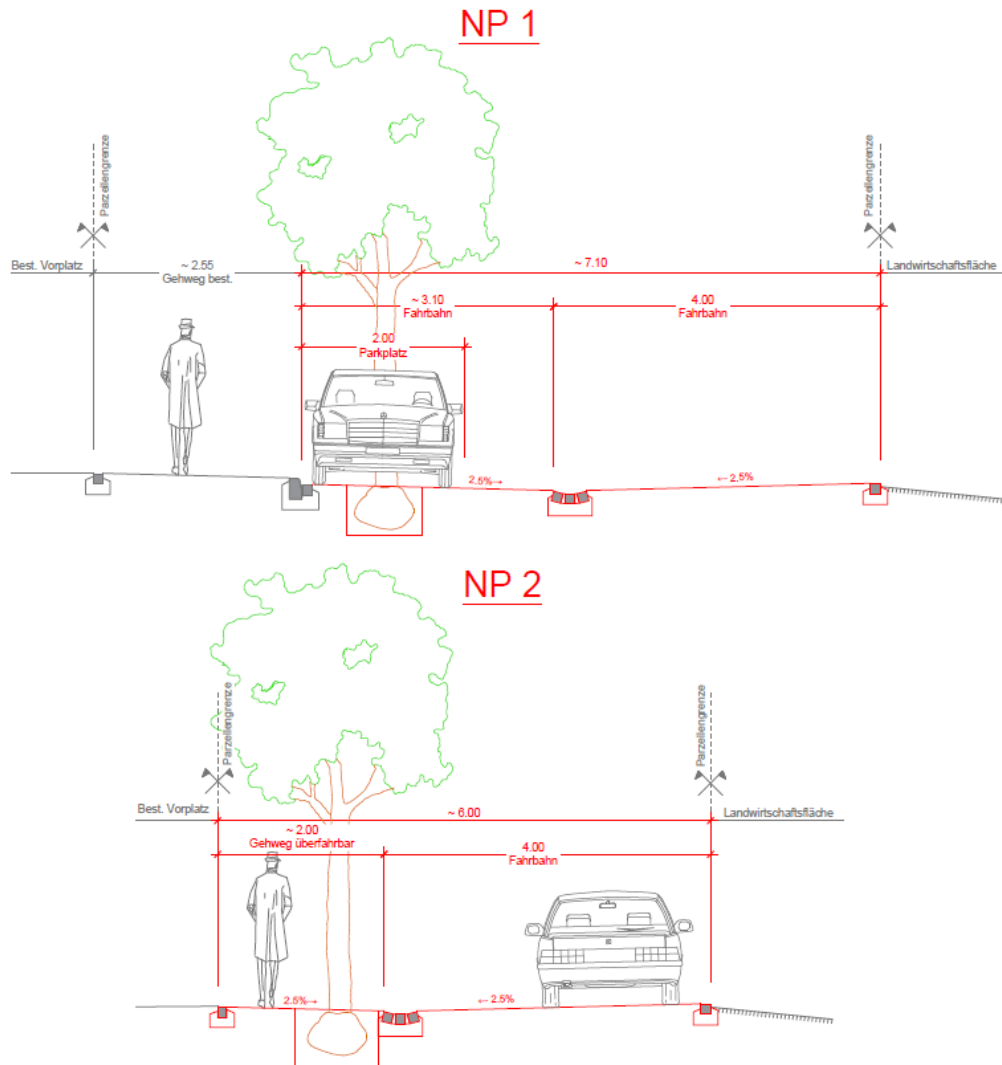 NP 1
Parzellengrenze
Parzellengrenze
Best. Vorplatz
~ 2.55
Gehweg best.
~ 7.10
Landwirtschaftsfläche
~ 3.10
Fahrbahn
4.00
Fahrbahn
2.00
Parkplatz
2.5%→
←2.5%
NP 2
Parzellengrenze
Parzellengrenze
Best. Vorplatz
~ 6.00
Landwirtschaftsfläche
~ 2.00
Gehweg überfahrbar
4.00
Fahrbahn
2.5%→
←2.5%